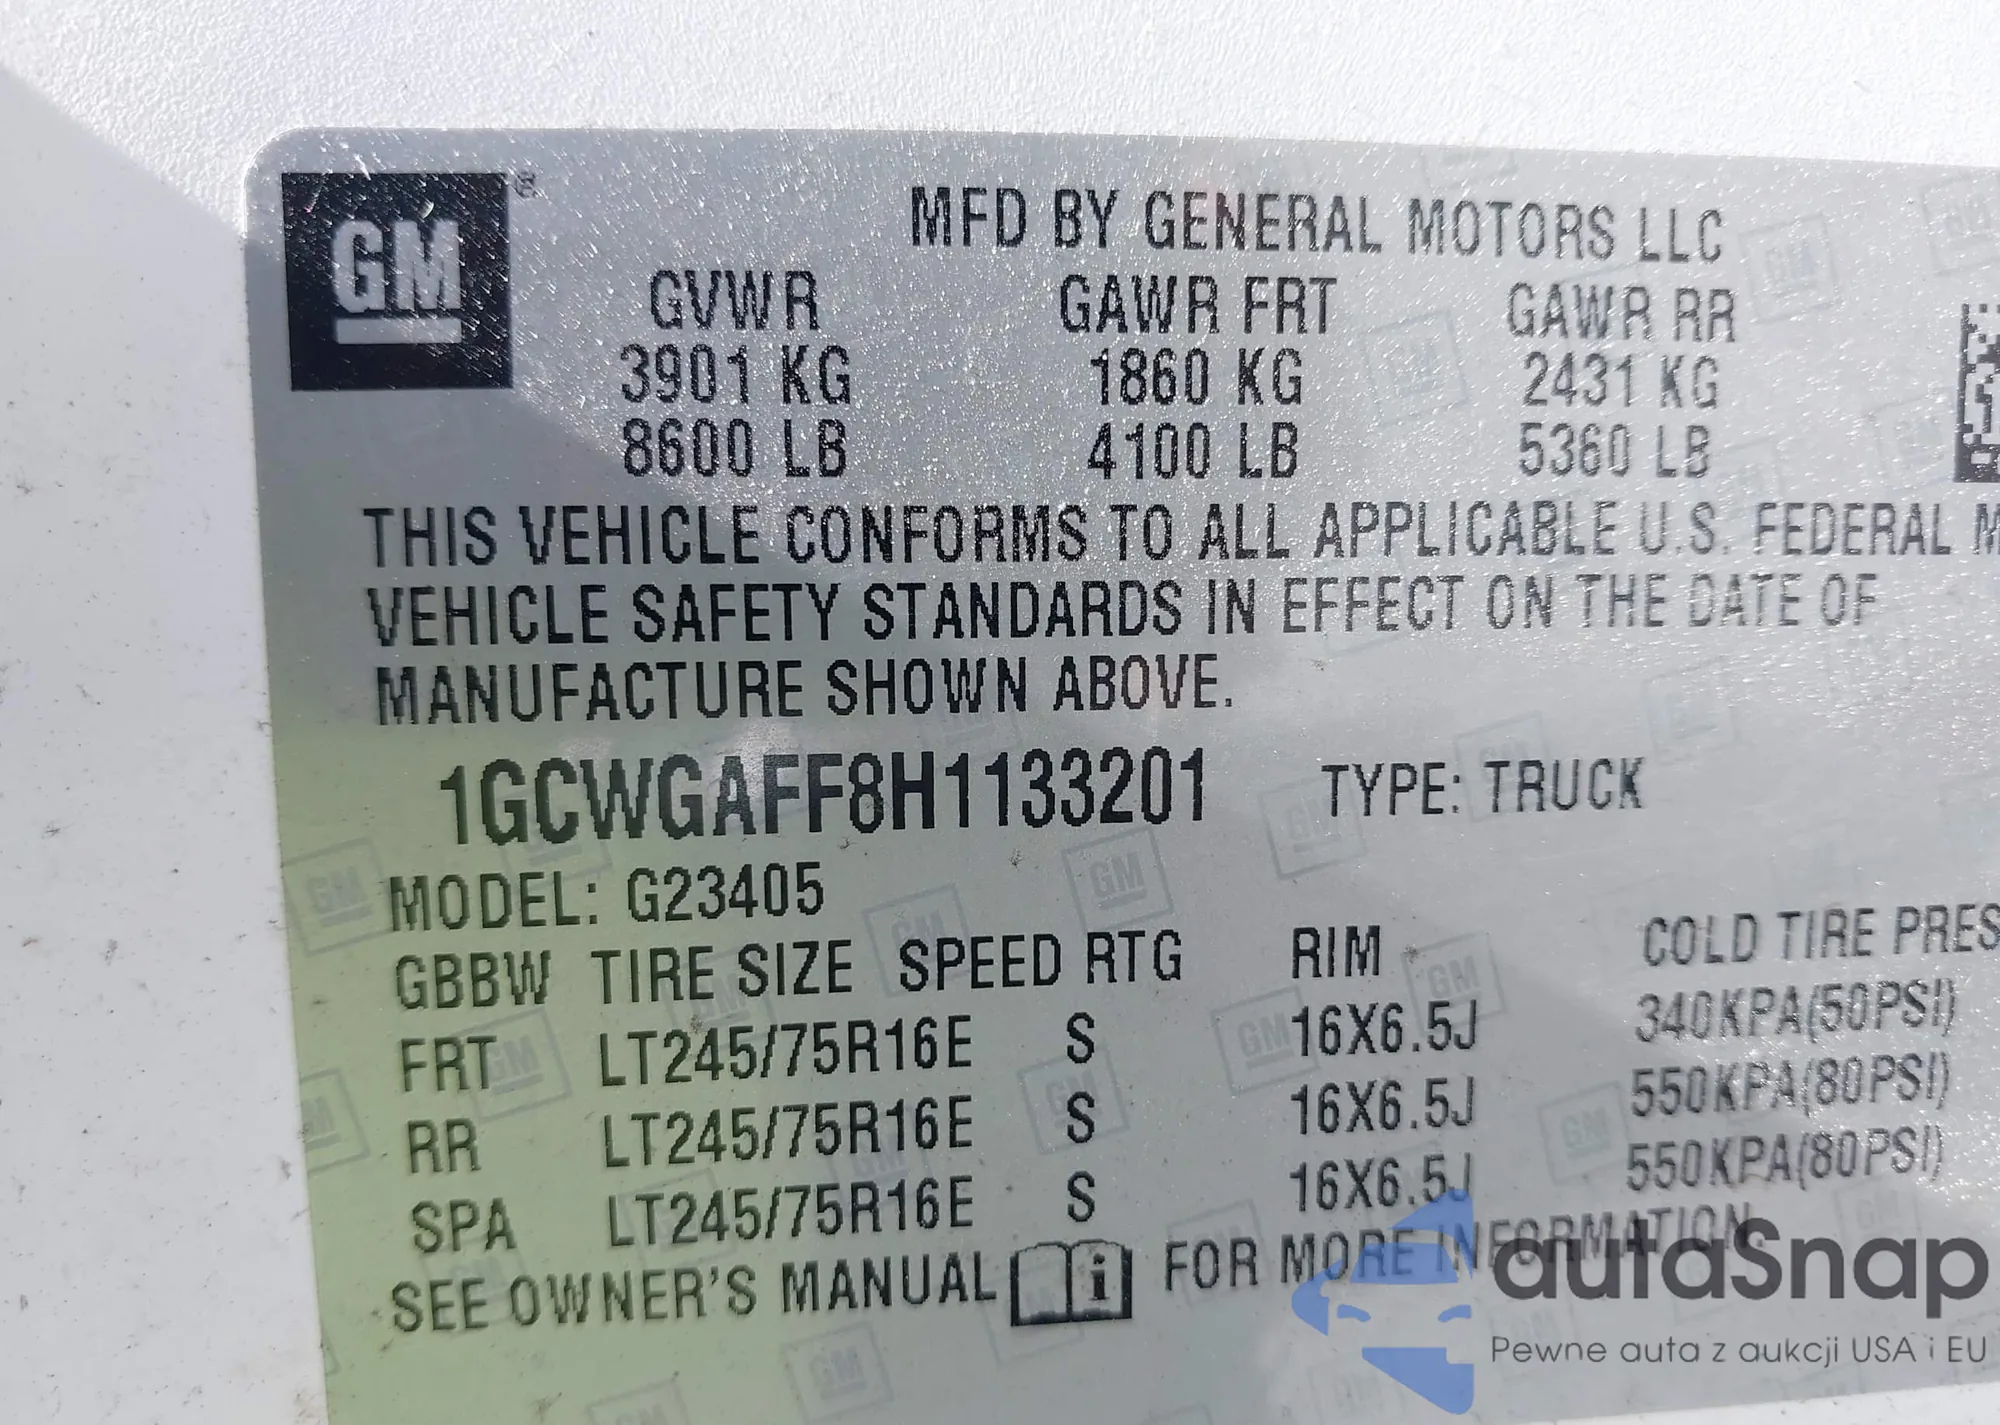 GM®
MFD BY GENERAL MOTORS LLC
GVWR GAWR FRT GAWR RR
3901 KG 1860 KG 2431 KG
8600 LB 4100 LB 5360 LB
THIS VEHICLE CONFORMS TO ALL APPLICABLE U.S. FEDERAL M
VEHICLE SAFETY STANDARDS IN EFFECT ON THE DATE OF
MANUFACTURE SHOWN ABOVE.
1GCWGAFF8H1133201 TYPE: TRUCK
MODEL: G23405
GBBW TIRE SIZE SPEED RTG RIM COLD TIRE PRES
FRT LT245/75R16E S 16X6.5J 340KPA(50PSI)
RR LT245/75R16E S 16X6.5J 550KPA(80PSI)
SPA LT245/75R16E S 16X6.5J 550KPA(80PSI)
SEE OWNER'S MANUAL i FOR MORE INFORMATION.
autaSnap
Pewne auta z aukcji USA i EU